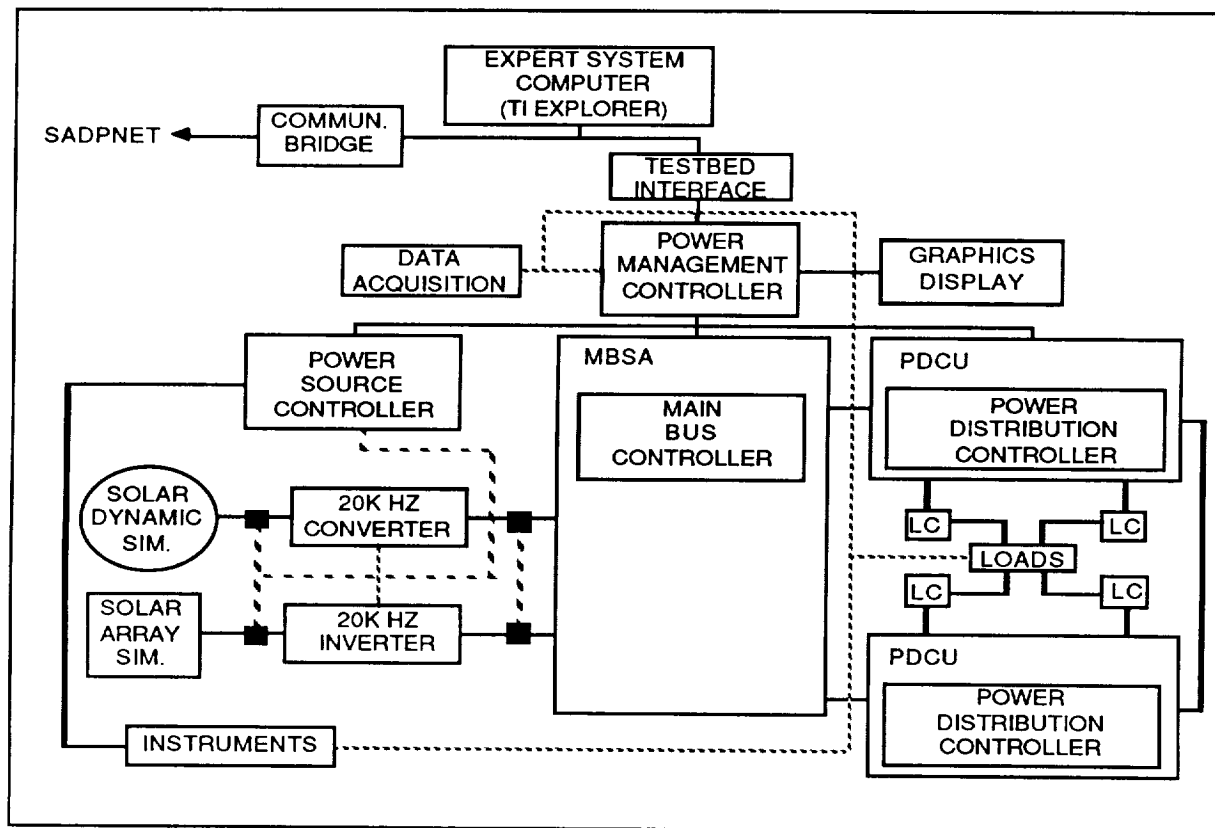 EXPERT SYSTEM
COMPUTER
(TI EXPLORER)
SADPNET
COMMUN.
BRIDGE
TESTBED
INTERFACE
DATA
ACQUISITION
POWER
MANAGEMENT
CONTROLLER
GRAPHICS
DISPLAY
POWER
SOURCE
CONTROLLER
MBSA
MAIN
BUS
CONTROLLER
PDCU
POWER
DISTRIBUTION
CONTROLLER
SOLAR
DYNAMIC
SIM.
20K HZ
CONVERTER
LC
LC
LOADS
LC
LC
SOLAR
ARRAY
SIM.
20K HZ
INVERTER
PDCU
POWER
DISTRIBUTION
CONTROLLER
INSTRUMENTS